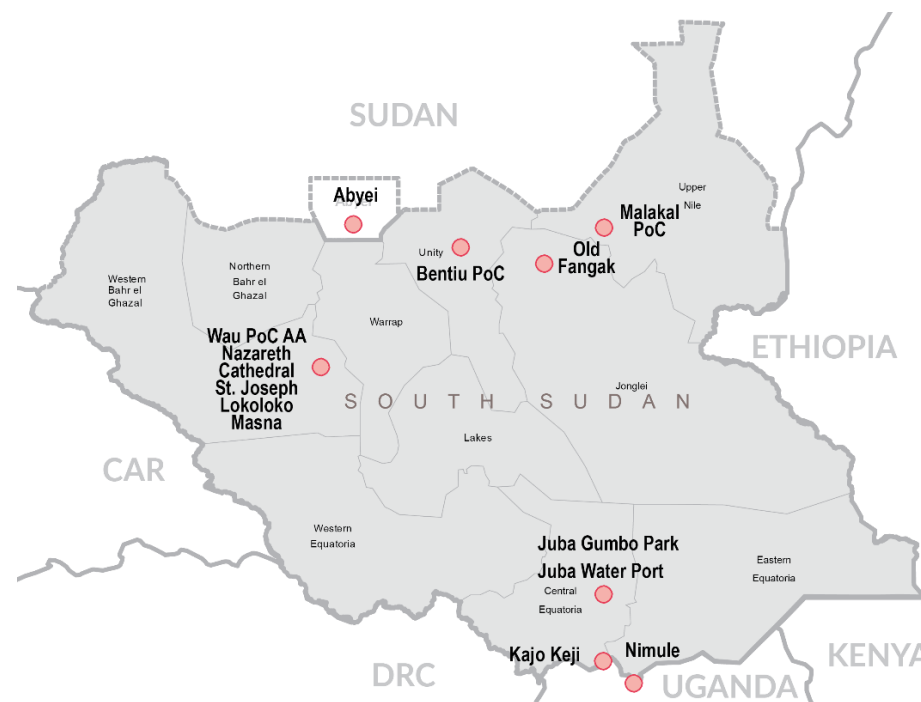 SUDAN
Abyei
Upper
Nile
Malakal
PoC
Old
Fangak
Unity
Bentiu PoC
Northern
Bahr el
Ghazal
Western
Bahr el
Ghazal
Warrap
Wau PoC AA
Nazareth
Cathedral
St. Joseph
Lokoloko
Masna
ETHIOPIA
Jonglei
SOUTH SUDAN
Lakes
CAR
Western
Equatoria
Juba Gumbo Park
Juba Water Port
Central
Equatoria
Eastern
Equatoria
Kajo Keji
Nimule
DRC
UGANDA
KENYA